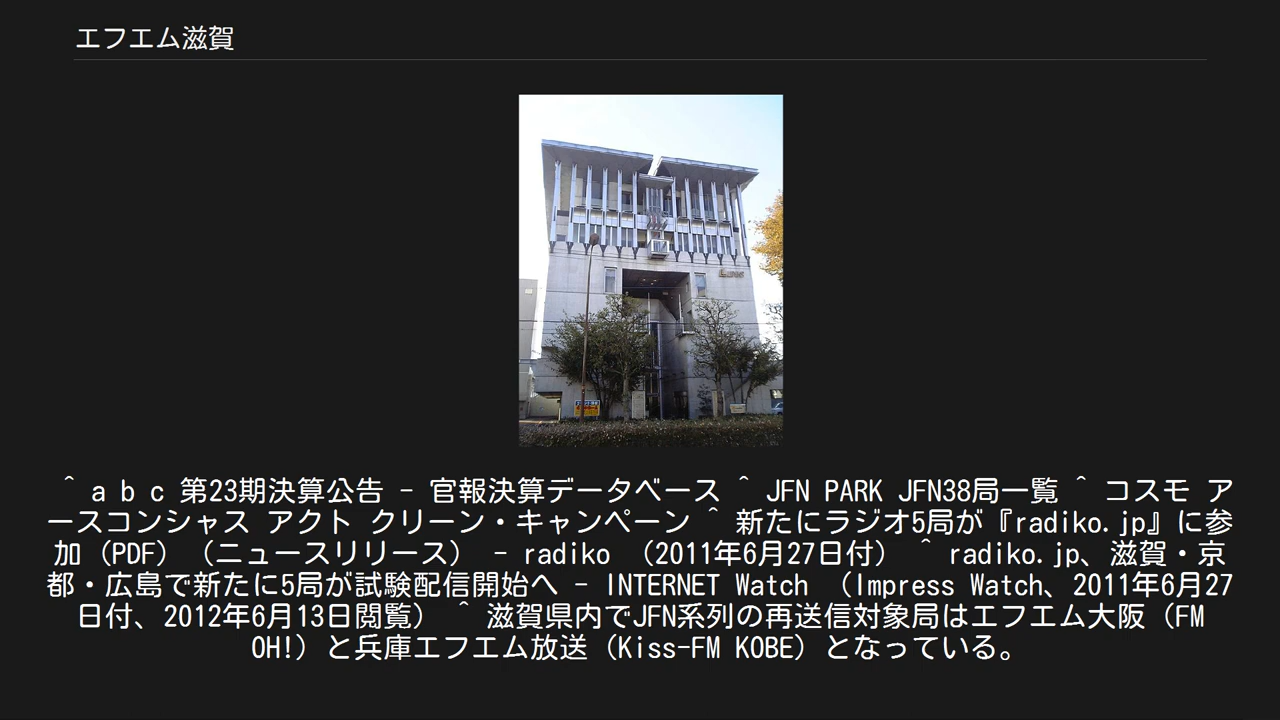 エフエム滋賀
^ a b c 第23期決算公告 - 官報決算データベース ^ JFN PARK JFN38局一覧 ^ コスモ ア
ースコンシャス アクト クリーン・キャンペーン ^ 新たにラジオ5局が『radiko.jp』に参
加（PDF）（ニュースリリース） - radiko （2011年6月27日付） ^ radiko.jp、滋賀・京
都・広島で新たに5局が試験配信開始へ - INTERNET Watch （Impress Watch、2011年6月27
日付、2012年6月13日閲覧） ^ 滋賀県内でJFN系列の再送信対象局はエフエム大阪（FM
OH!）と兵庫エフエム放送（Kiss-FM KOBE）となっている。